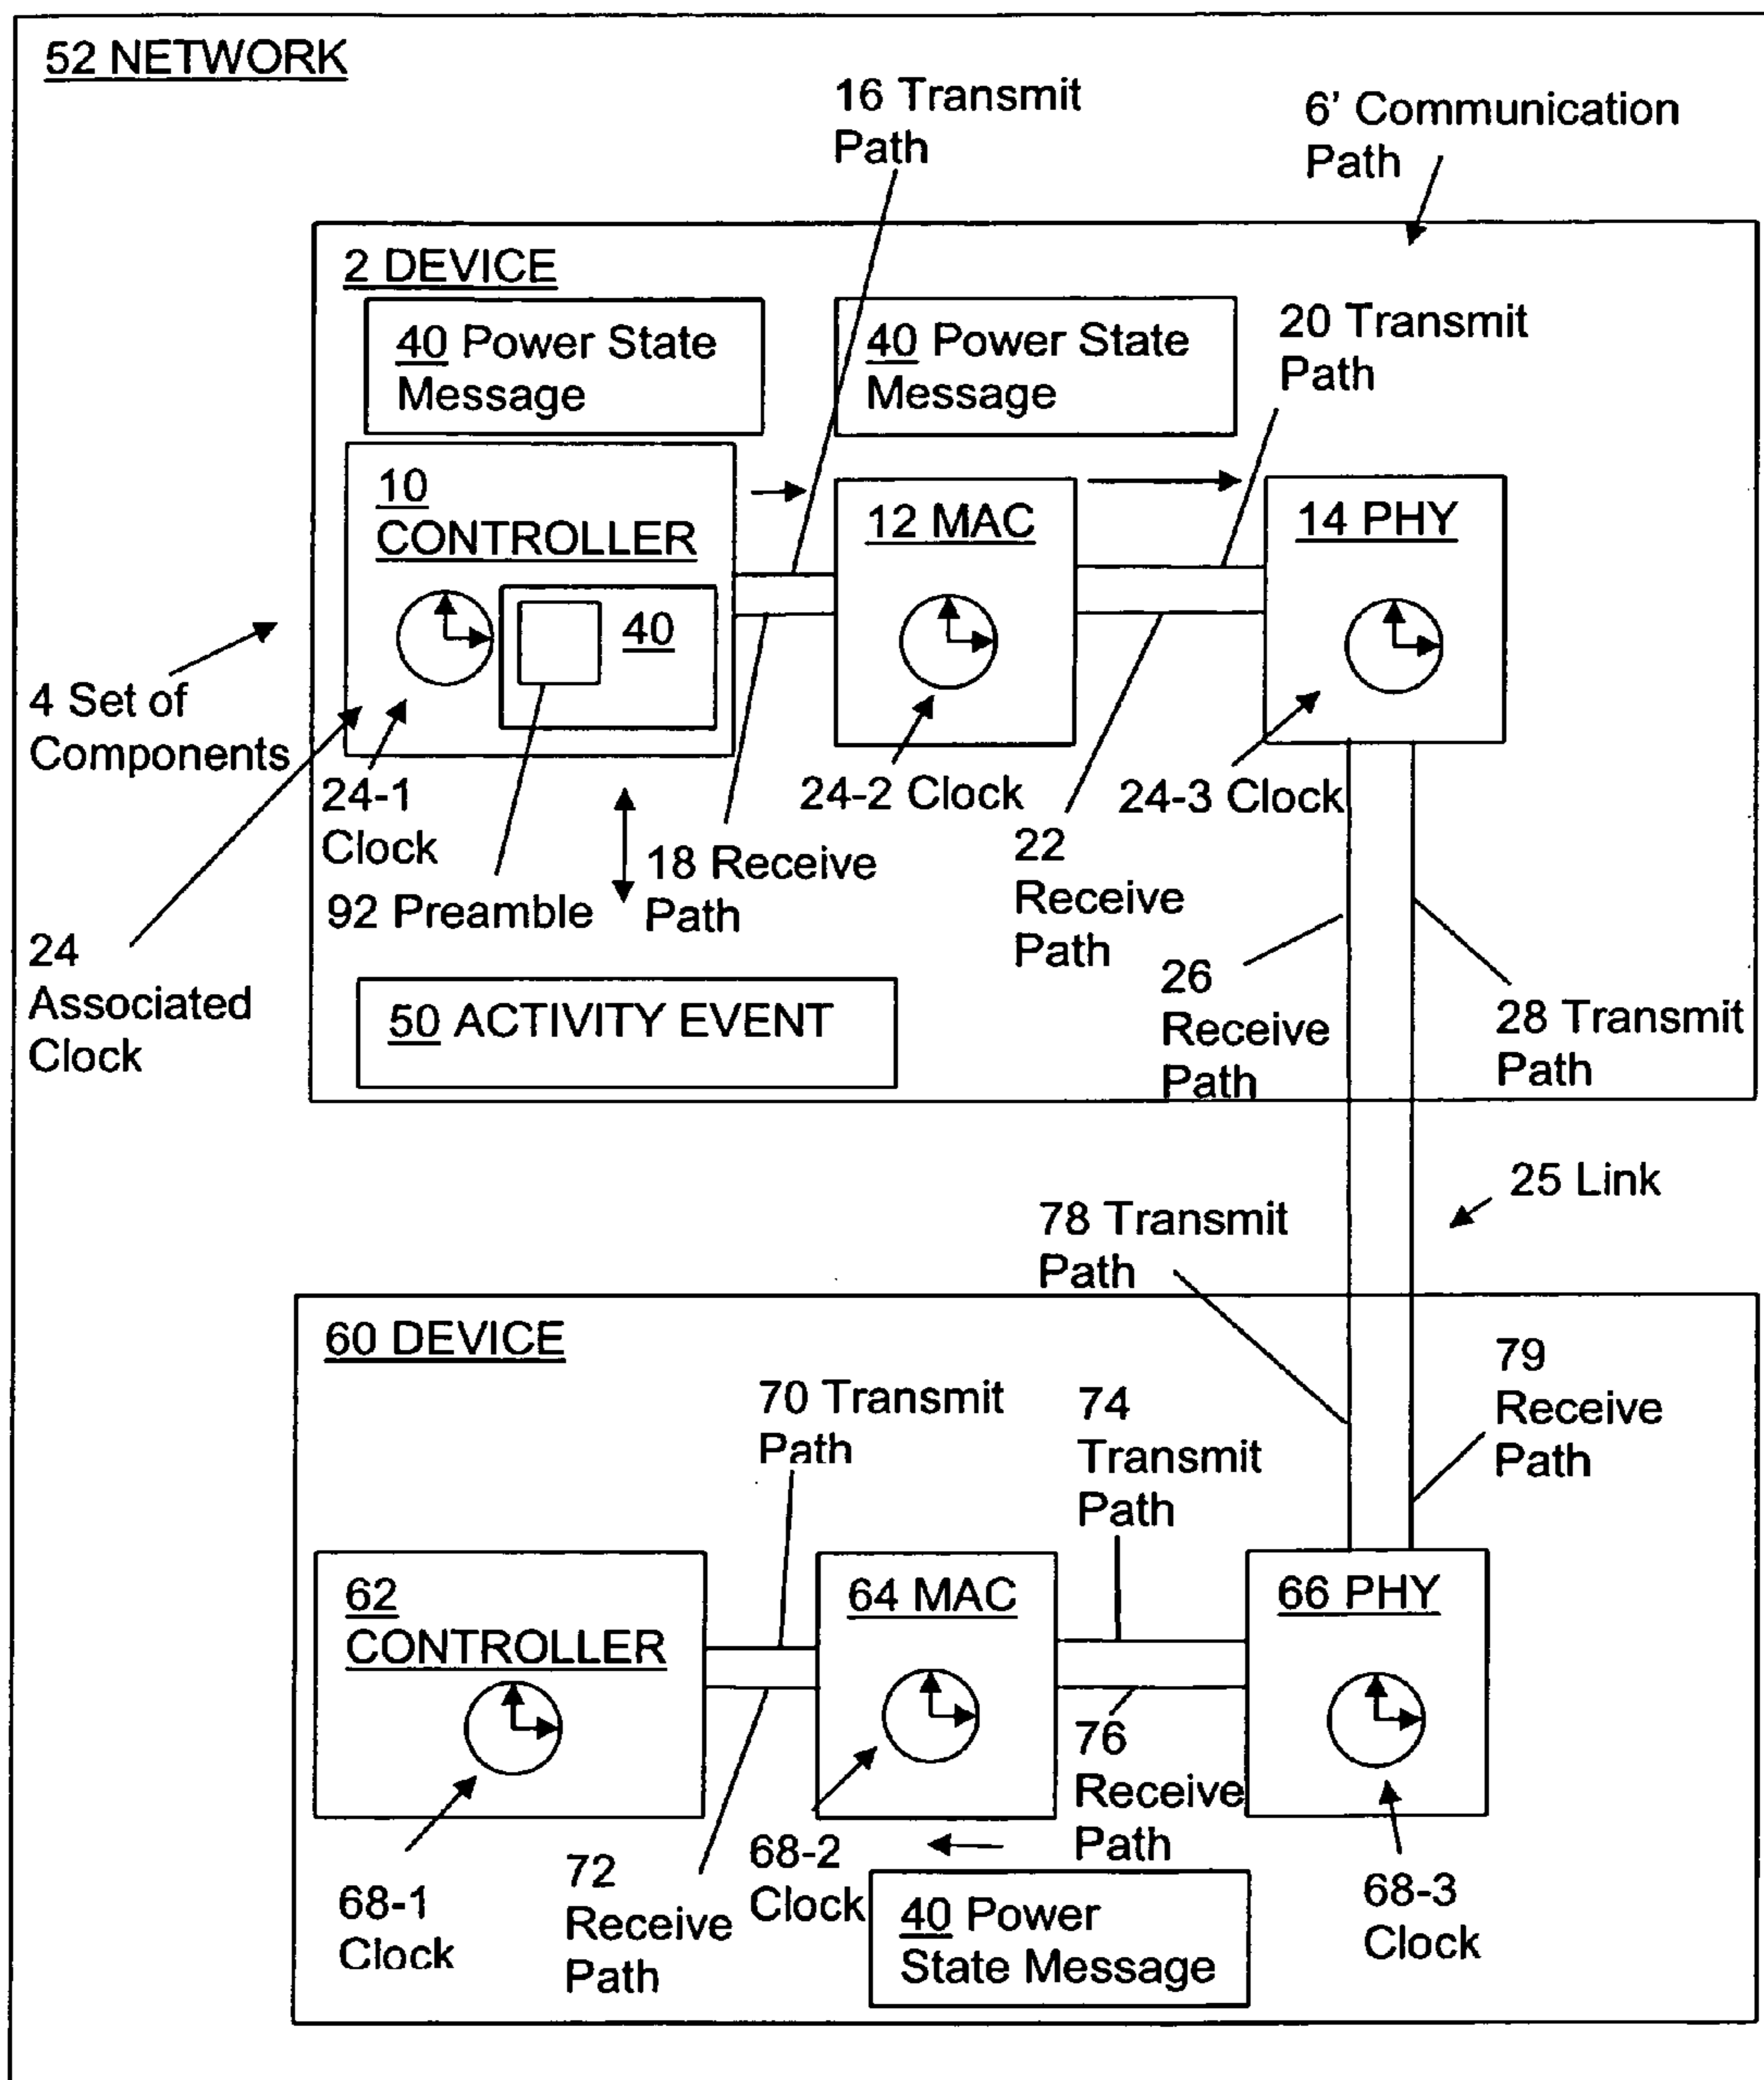 52 NETWORK
16 Transmit
Path
6' Communication
Path
2 DEVICE
40 Power State
Message
40 Power State
Message
20 Transmit
Path
10
CONTROLLER
12 MAC
14 PHY
40
4 Set of
Components
24-1
Clock
24-2 Clock
24-3 Clock
92 Preamble
18 Receive
Path
22
Receive
Path
24
Associated
Clock
26
Receive
Path
28 Transmit
Path
50 ACTIVITY EVENT
25 Link
78 Transmit
Path
60 DEVICE
70 Transmit
Path
74
Transmit
Path
79
Receive
Path
62
CONTROLLER
64 MAC
66 PHY
68-1
Clock
72
Receive
Path
68-2
Clock
76
Receive
Path
68-3
Clock
40 Power
State Message